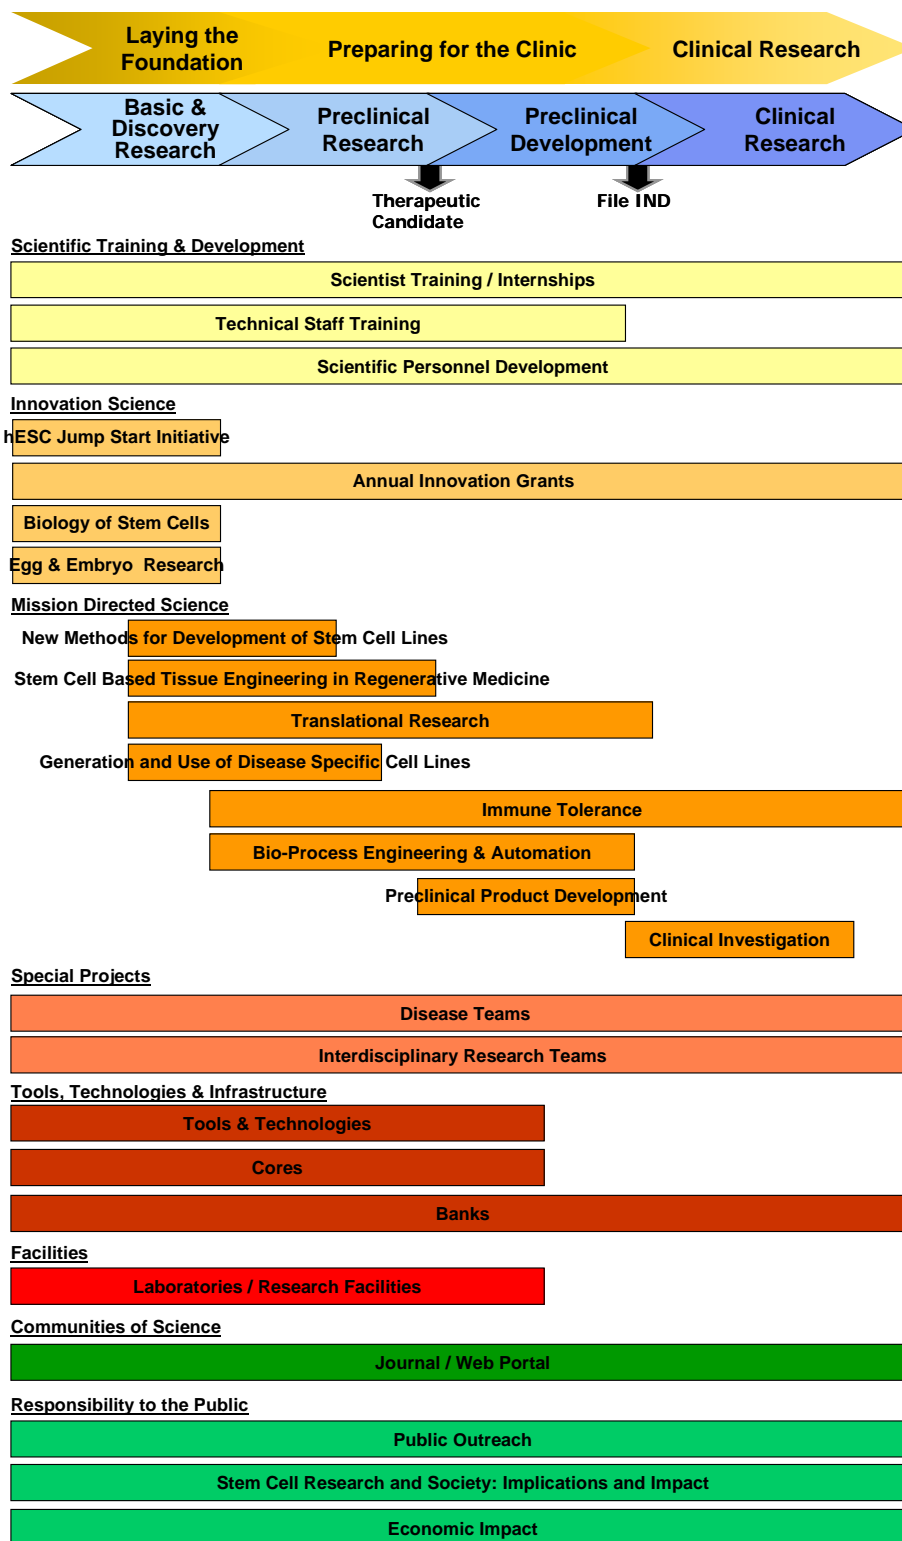 Laying the
Foundation
Preparing for the Clinic
Clinical Research
Basic &
Discovery
Research
Preclinical
Research
Preclinical
Development
Clinical
Research
Therapeutic
Candidate
File IND
Scientific Training & Development
Scientist Training / Internships
Technical Staff Training
Scientific Personnel Development
Innovation Science
hESC Jump Start Initiative
Annual Innovation Grants
Biology of Stem Cells
Egg & Embryo Research
Mission Directed Science
New Methods for Development of Stem Cell Lines
Stem Cell Based Tissue Engineering in Regenerative Medicine
Translational Research
Generation and Use of Disease Specific Cell Lines
Immune Tolerance
Bio-Process Engineering & Automation
Preclinical Product Development
Clinical Investigation
Special Projects
Disease Teams
Interdisciplinary Research Teams
Tools, Technologies & Infrastructure
Tools & Technologies
Cores
Banks
Facilities
Laboratories / Research Facilities
Communities of Science
Journal / Web Portal
Responsibility to the Public
Public Outreach
Stem Cell Research and Society: Implications and Impact
Economic Impact